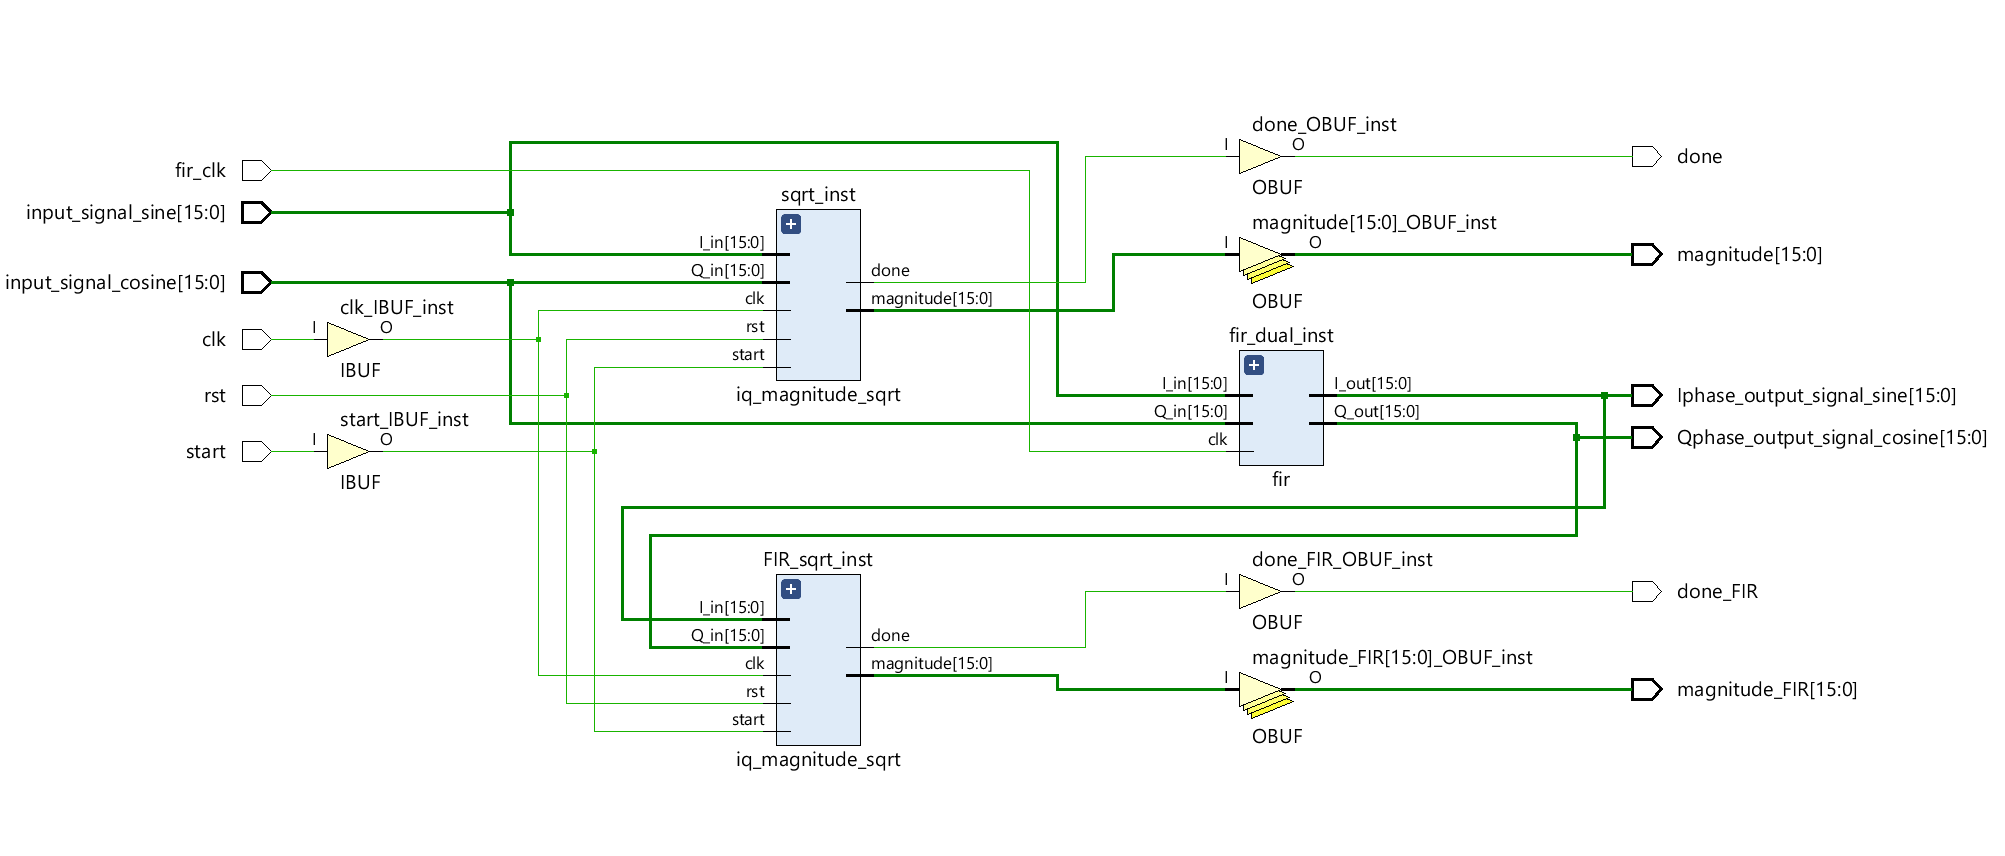 fir_clk
input_signal_sine[15:0]
input_signal_cosine[15:0]
clk
I
clk_IBUF_inst
O
IBUF
rst
start
I
start_IBUF_inst
O
IBUF
sqrt_inst
I_in[15:0]
Q_in[15:0]
clk
rst
start
done
magnitude[15:0]
iq_magnitude_sqrt
FIR_sqrt_inst
I_in[15:0]
Q_in[15:0]
clk
rst
start
done
magnitude[15:0]
iq_magnitude_sqrt
done_OBUF_inst
I
O
OBUF
magnitude[15:0]_OBUF_inst
I
O
OBUF
fir_dual_inst
I_in[15:0]
Q_in[15:0]
clk
I_out[15:0]
Q_out[15:0]
fir
done_FIR_OBUF_inst
I
O
OBUF
magnitude_FIR[15:0]_OBUF_inst
I
O
OBUF
done
magnitude[15:0]
Iphase_output_signal_sine[15:0]
Qphase_output_signal_cosine[15:0]
done_FIR
magnitude_FIR[15:0]